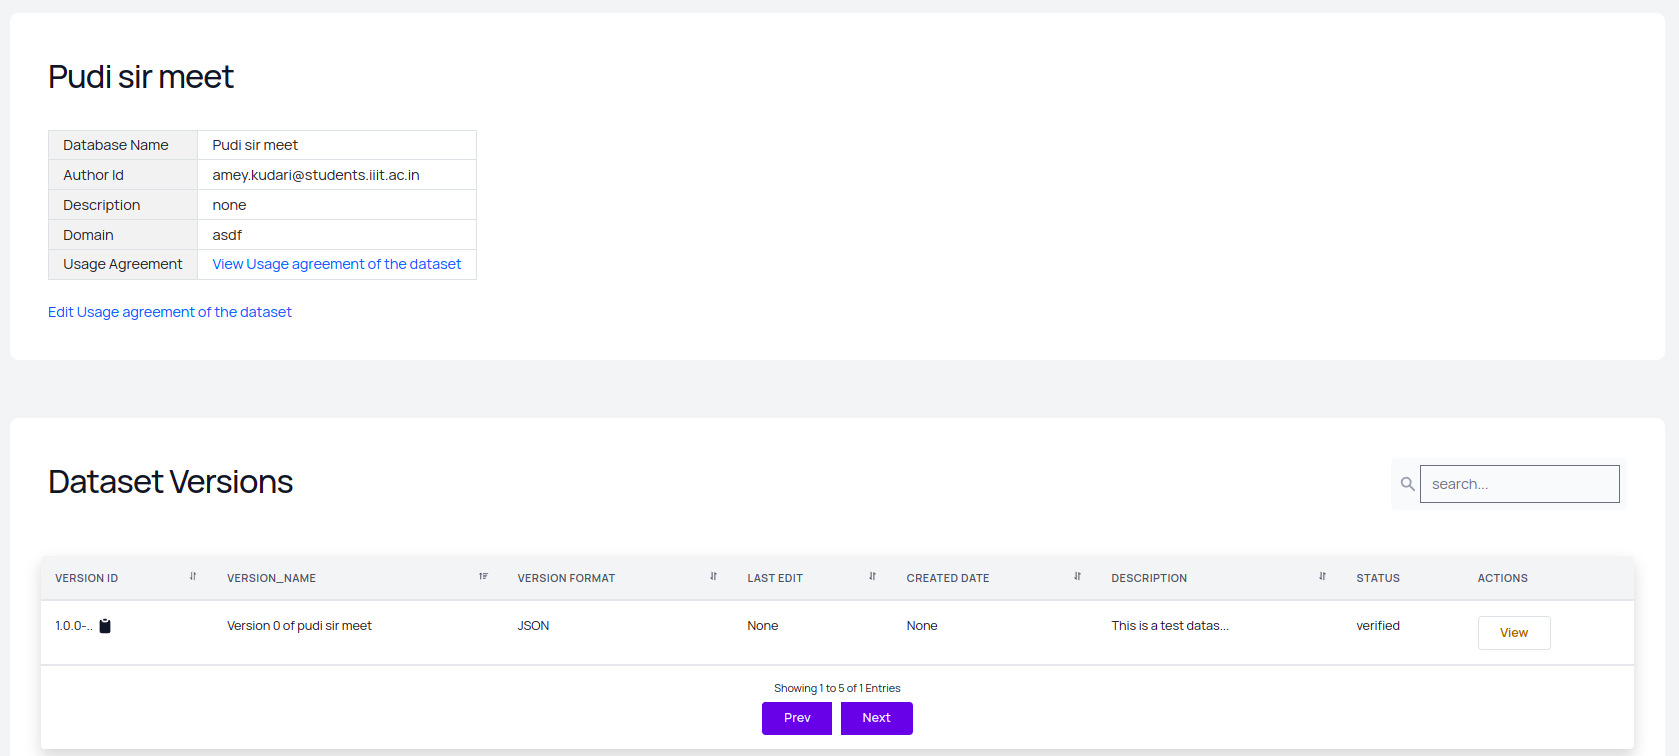 Pudi sir meet
Database Name Pudi sir meet
Author Id amey.kudari@students.iiit.ac.in
Description none
Domain asdf
Usage Agreement View Usage agreement of the dataset
Edit Usage agreement of the dataset
Dataset Versions
search...
VERSION ID VERSION_NAME VERSION FORMAT LAST EDIT CREATED DATE DESCRIPTION STATUS ACTIONS
1.0.0-.. Version 0 of pudi sir meet JSON None None This is a test datas... verified View
Showing 1 to 5 of 1 Entries
Prev Next